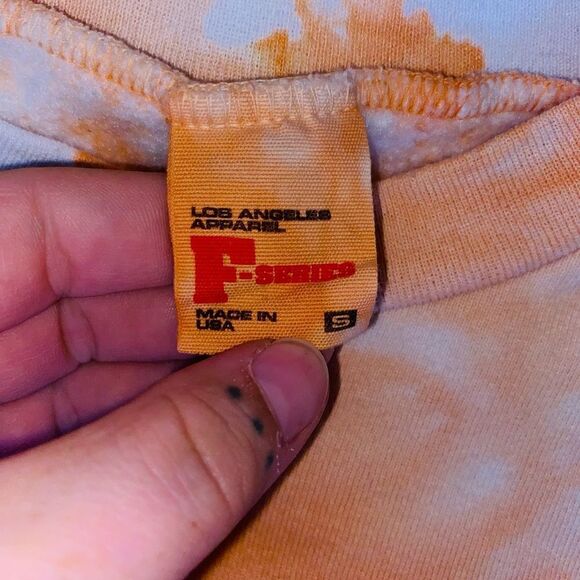 LOS ANGELES
APPAREL
F-SERIES
MADE IN
USA
S